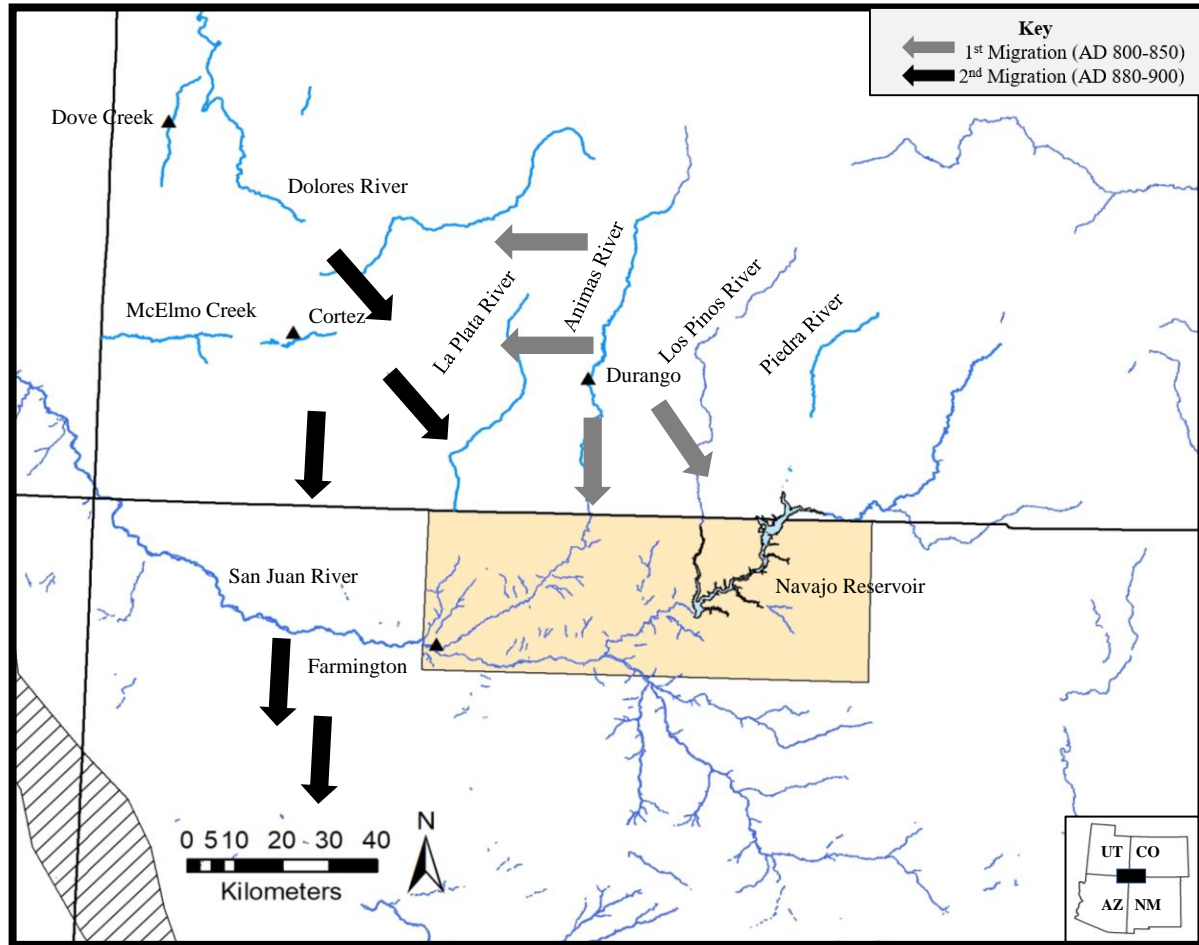 Key
1st Migration (AD 800-850)
2nd Migration (AD 880-900)
Dove Creek
Dolores River
Animas River
McElmo Creek
Cortez
La Plata River
Los Pinos River
Piedra River
Durango
San Juan River
Navajo Reservoir
Farmington
N
0 5 10 20 30 40
Kilometers
UT CO
AZ NM